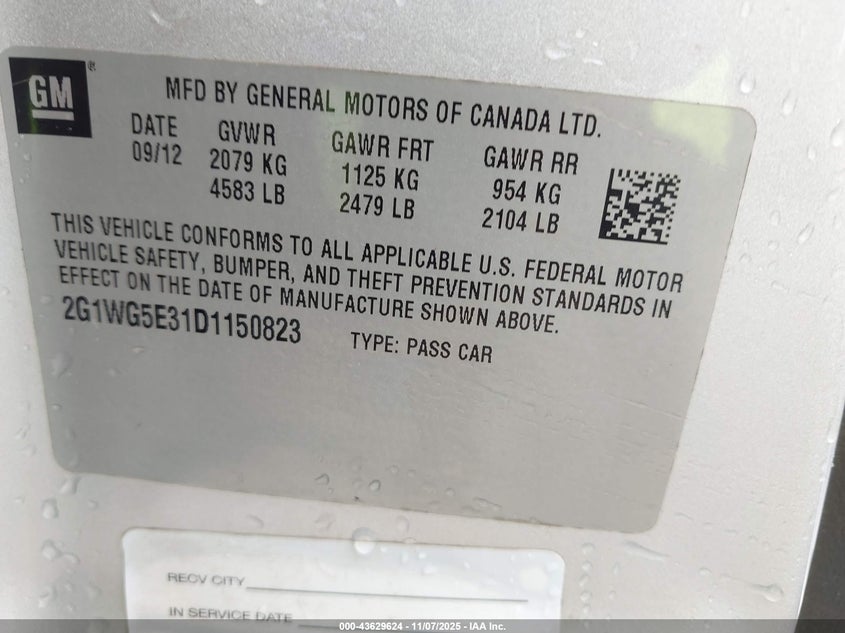 GM®
MFD BY GENERAL MOTORS OF CANADA LTD.
DATE GVWR GAWR FRT GAWR RR
09/12 2079 KG 1125 KG 954 KG
4583 LB 2479 LB 2104 LB
THIS VEHICLE CONFORMS TO ALL APPLICABLE U.S. FEDERAL MOTOR
VEHICLE SAFETY, BUMPER, AND THEFT PREVENTION STANDARDS IN
EFFECT ON THE DATE OF MANUFACTURE SHOWN ABOVE.
2G1WG5E31D1150823 TYPE: PASS CAR
RECV CITY
IN SERVICE DATE
000-43629624 - 11/07/2025 - IAA Inc.